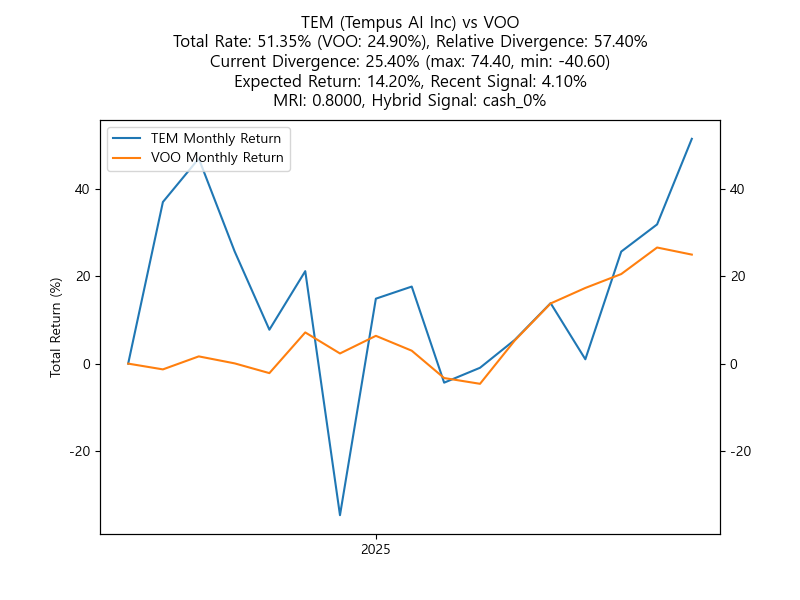 TEM (Tempus AI Inc) vs VOO
Total Rate: 51.35% (VOO: 24.90%), Relative Divergence: 57.40%
Current Divergence: 25.40% (max: 74.40, min: -40.60)
Expected Return: 14.20%, Recent Signal: 4.10%
MRI: 0.8000, Hybrid Signal: cash_0%
TEM Monthly Return
VOO Monthly Return
Total Return (%)
40
20
0
-20
40
20
0
-20
2025